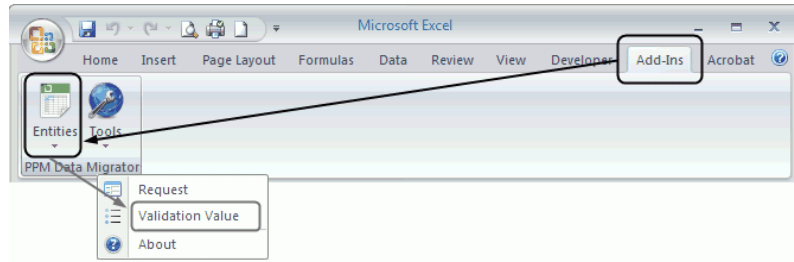 Microsoft Excel
Home Insert Page Layout Formulas Data Review View Developer Add-Ins Acrobat
Entities Tools
PPM Data Migrator
Request
Validation Value
About